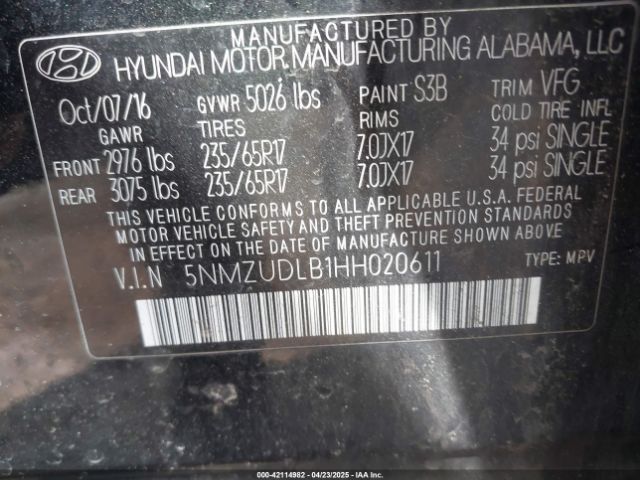 MANUFACTURED BY
HYUNDAI MOTOR MANUFACTURING ALABAMA, LLC
Oct/07/16 GVWR 5026 lbs PAINT S3B TRIM VFG
GAWR TIRES RIMS COLD TIRE INFL
FRONT 2976 lbs 235/65R17 7.0JX17 34 psi SINGLE
REAR 3075 lbs 235/65R17 7.0JX17 34 psi SINGLE
THIS VEHICLE CONFORMS TO ALL APPLICABLE U.S.A. FEDERAL
MOTOR VEHICLE SAFETY AND THEFT PREVENTION STANDARDS
IN EFFECT ON THE DATE OF MANUFACTURE SHOWN ABOVE.
V.I.N 5NMZUDLB1HH020611 TYPE: MPV
000-42114982 - 04/23/2025 - IAA Inc.